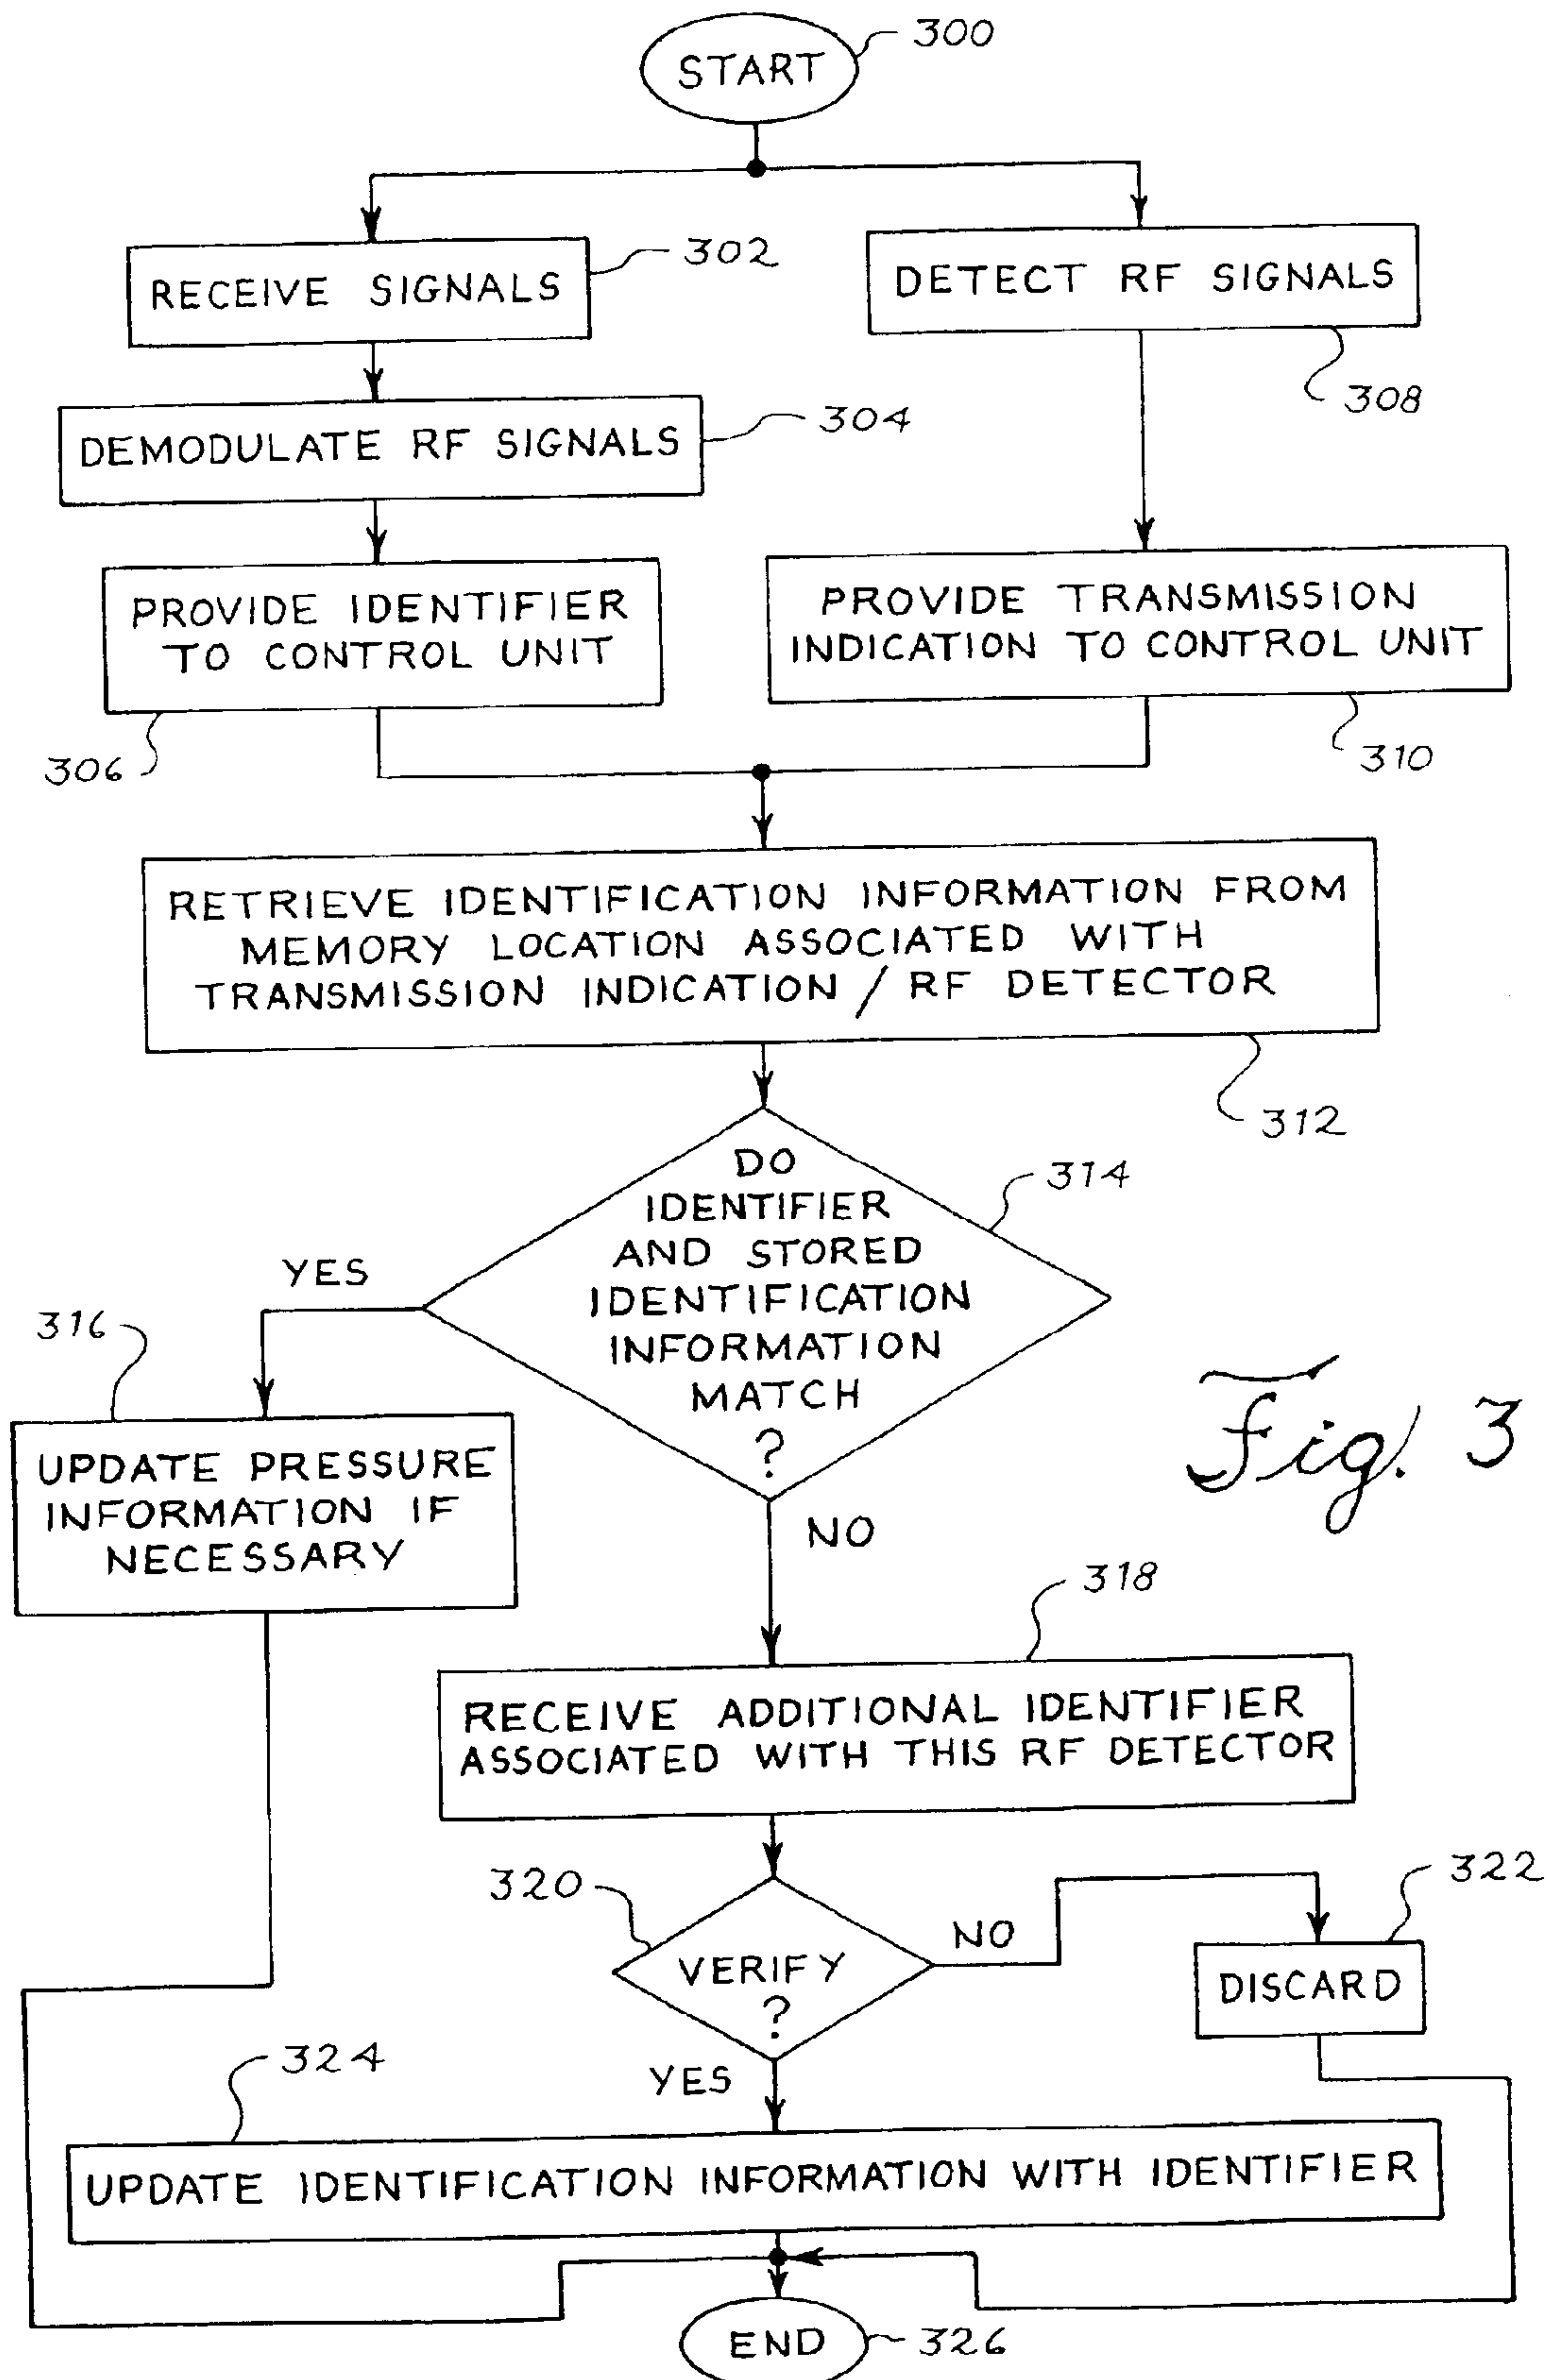 300
START
302
RECEIVE SIGNALS
DETECT RF SIGNALS
308
304
DEMODULATE RF SIGNALS
PROVIDE IDENTIFIER
TO CONTROL UNIT
306
PROVIDE TRANSMISSION
INDICATION TO CONTROL UNIT
310
RETRIEVE IDENTIFICATION INFORMATION FROM
MEMORY LOCATION ASSOCIATED WITH
TRANSMISSION INDICATION / RF DETECTOR
312
DO
IDENTIFIER
AND STORED
IDENTIFICATION
INFORMATION
MATCH
?
314
YES
316
UPDATE PRESSURE
INFORMATION IF
NECESSARY
Fig. 3
NO
318
RECEIVE ADDITIONAL IDENTIFIER
ASSOCIATED WITH THIS RF DETECTOR
320
VERIFY
?
NO
322
DISCARD
YES
324
UPDATE IDENTIFICATION INFORMATION WITH IDENTIFIER
END
326